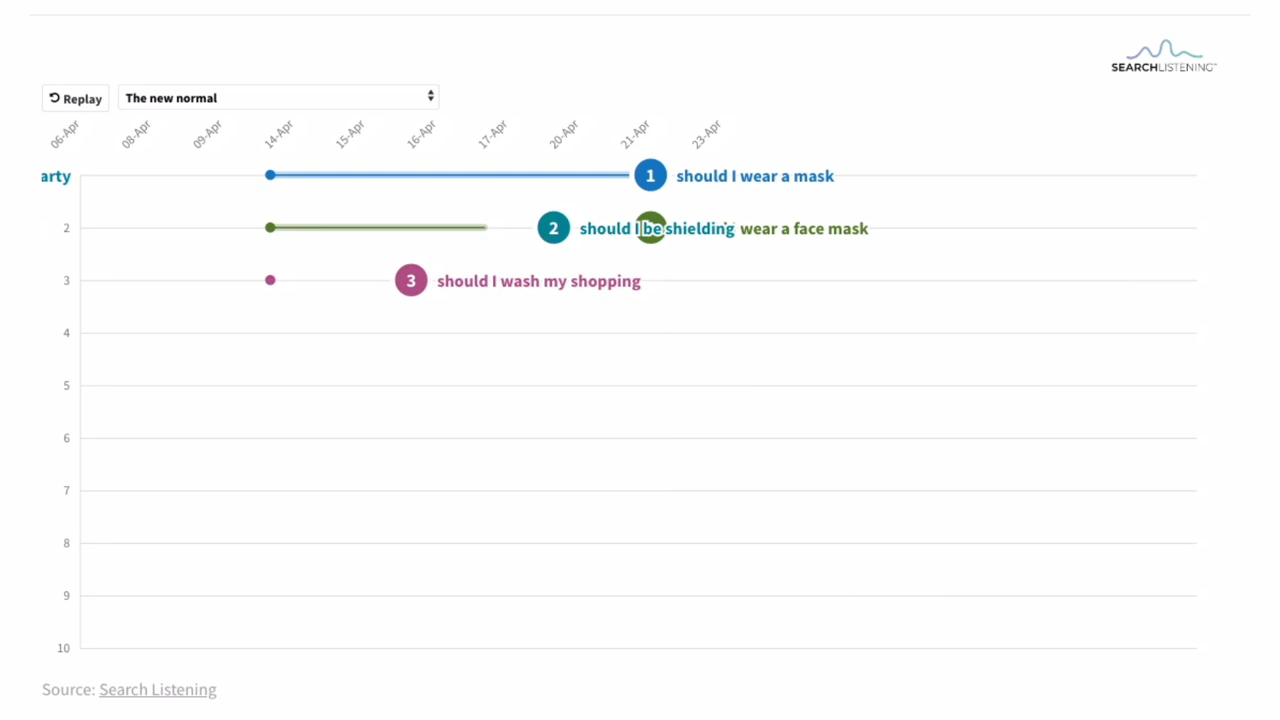 SEARCHLISTENING™
Replay
The new normal
06-Apr
08-Apr
09-Apr
14-Apr
15-Apr
16-Apr
17-Apr
20-Apr
21-Apr
23-Apr
arty
1 should I wear a mask
2
2 should I be shielding wear a face mask
3
3 should I wash my shopping
4
5
6
7
8
9
10
Source: Search Listening